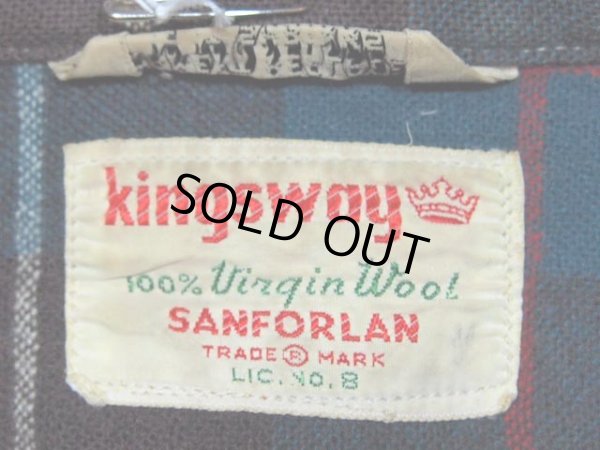 kingsway
SOLD OUT
100% Virgin Wool
SANFORLAN
TRADE ® MARK
LIC. No. 8